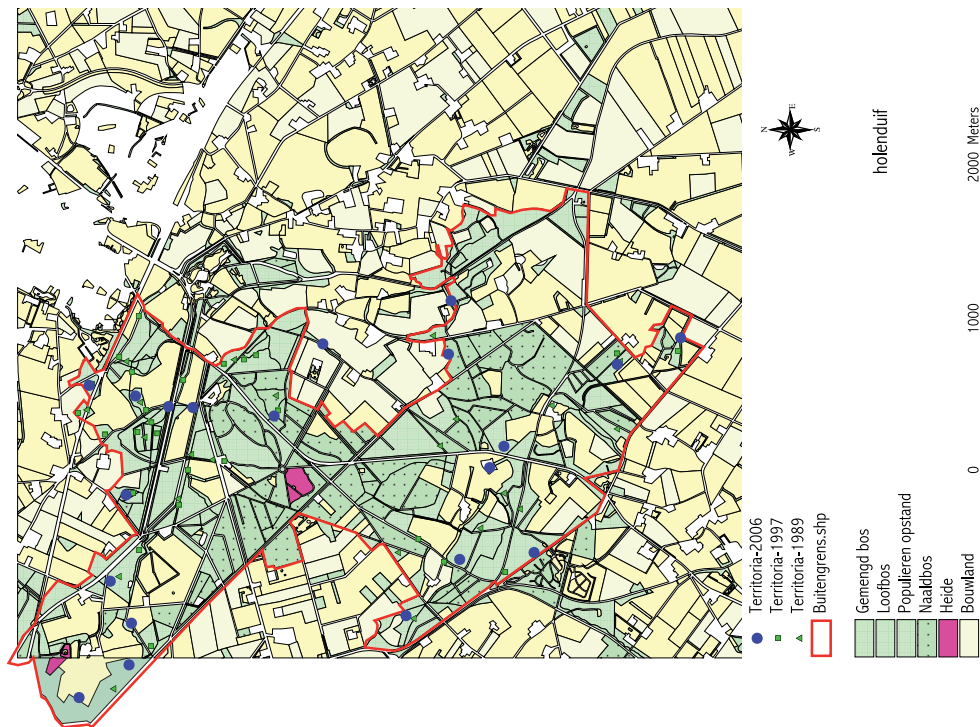 N
E
W
S
holenduif
0 1000 2000 Meters
Territoria-2006
Territoria-1997
Territoria-1989
Buitengrens.shp
Gemengd bos
Loofbos
Populieren opstand
Naaldbos
Heide
Bouwland